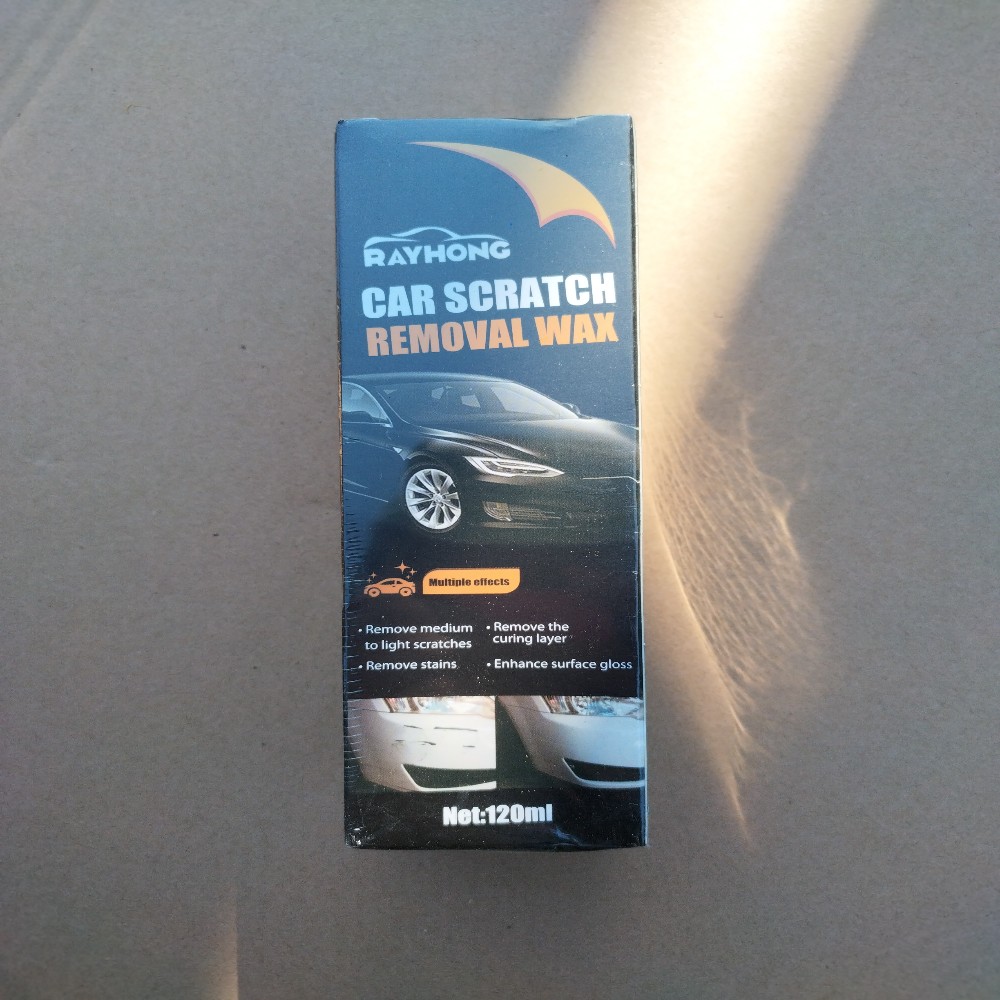 RAYHONG
CAR SCRATCH
REMOVAL WAX
Multiple effects
• Remove medium
to light scratches
• Remove stains
• Remove the
curing layer
• Enhance surface gloss
Net:120ml